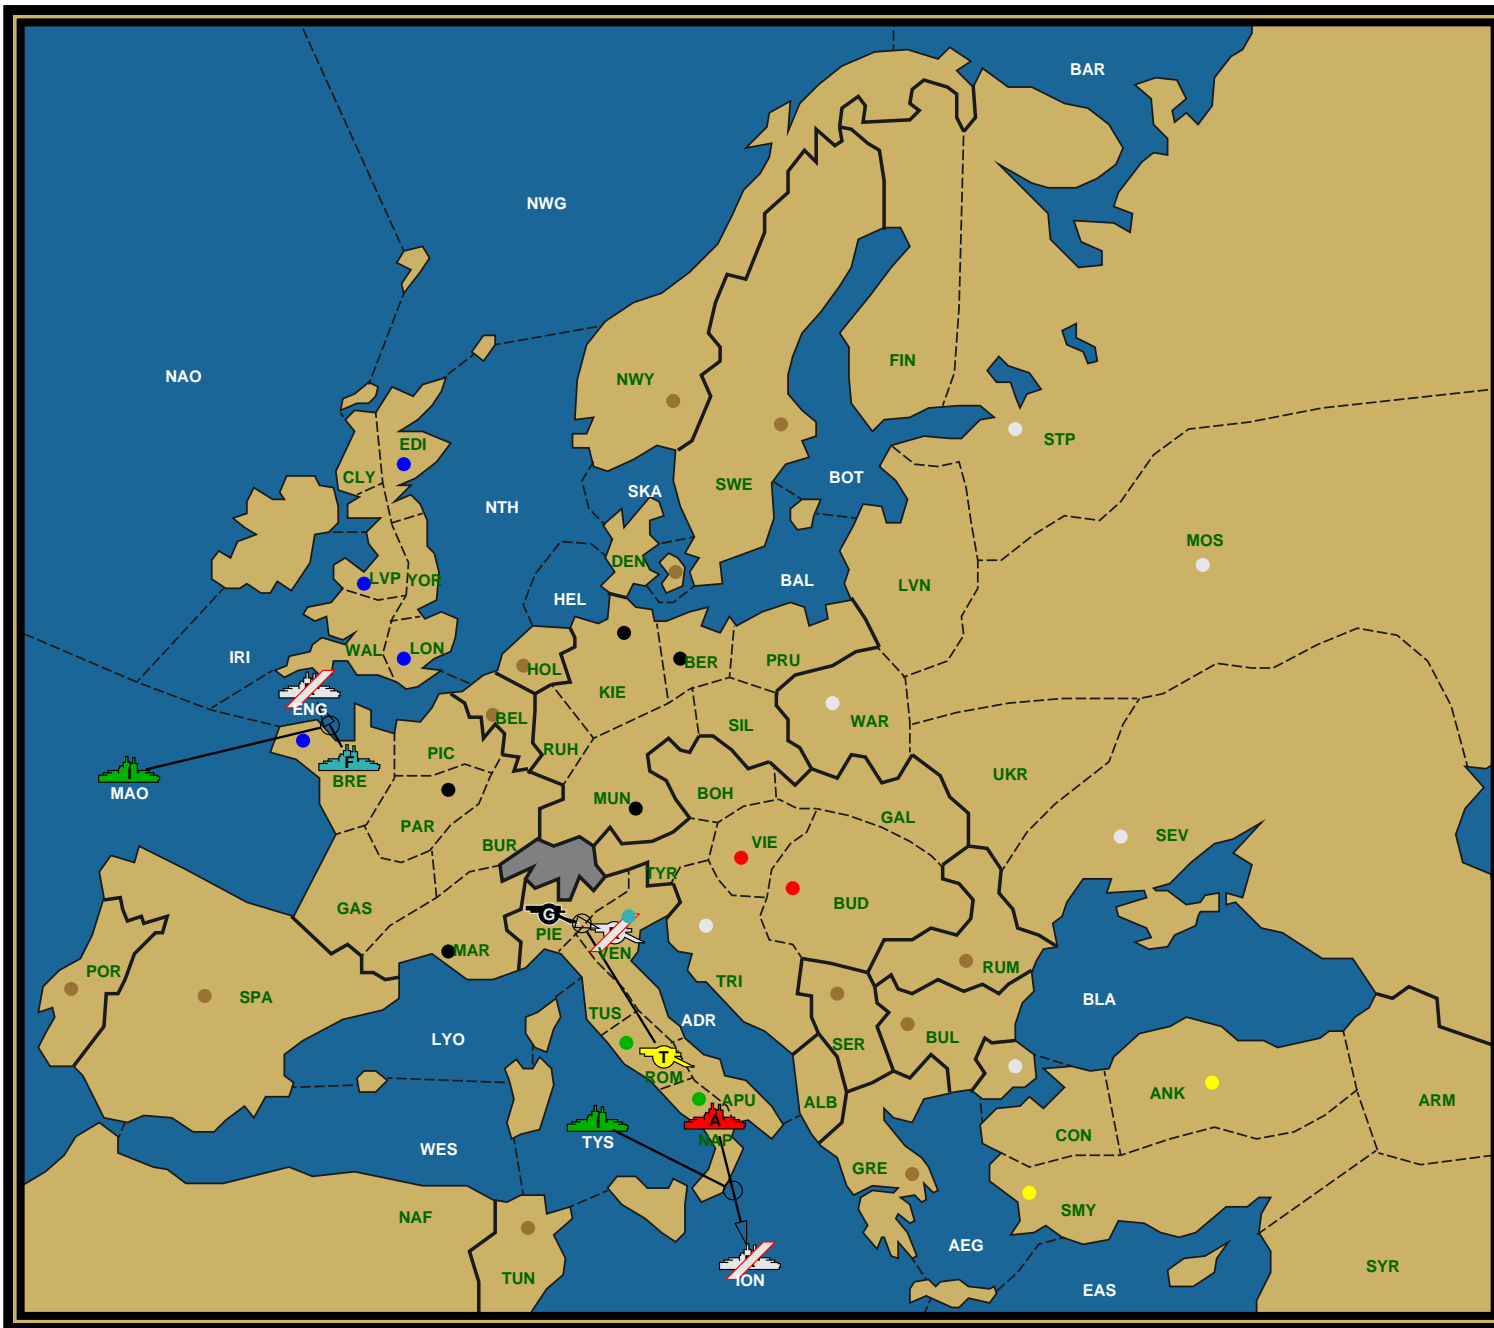 BAR
NWG
NAO
FIN
NWY
STP
EDI
CLY
SWE
BOT
SKA
NTH
MOS
DEN
LVP
YOR
BAL
LVN
HEL
WAL
LON
IRI
HOL
BER
PRU
KIE
ENG
BEL
WAR
SIL
PIC
RUH
F
BRE
UKR
I
MAO
MUN
BOH
GAL
PAR
SEV
BUR
VIE
TYR
BUD
GAS
G
PIE
VEN
MAR
RUM
POR
SPA
TRI
BLA
TUS
ADR
LYO
SER
BUL
T
ROM
ANK
APU
ALB
ARM
I
A
TYS
NAP
CON
WES
GRE
SMY
NAF
AEG
SYR
TUN
ION
EAS